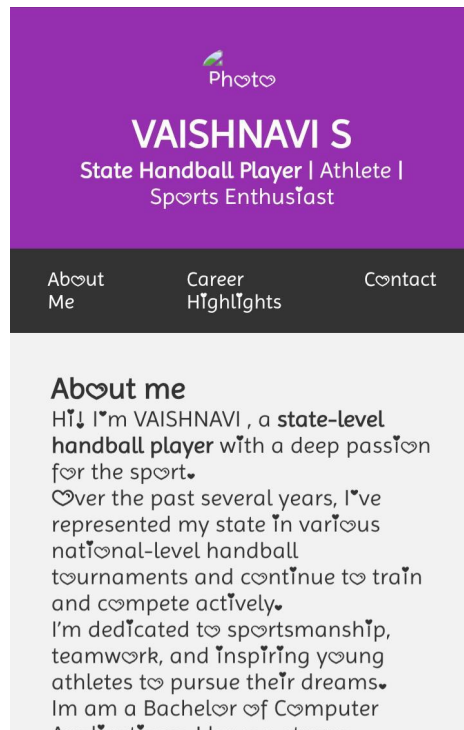 Photo
VAISHNAVI S
State Handball Player | Athlete |
Sports Enthusiast
About
Me
Career
Highlights
Contact
About me
Hi! I'm VAISHNAVI , a state-level
handball player with a deep passion
for the sport.
Over the past several years, I've
represented my state in various
national-level handball
tournaments and continue to train
and compete actively.
I'm dedicated to sportsmanship,
teamwork, and inspiring young
athletes to pursue their dreams.
Im am a Bachelor of Computer